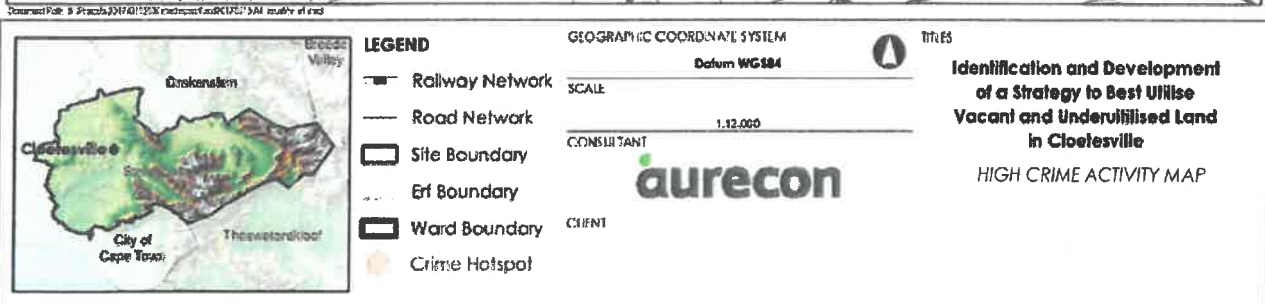 Breede
Valley
Drakenstein
Cloetesville
City of
Cape Town
Theewaterskloof
LEGEND
Railway Network
Road Network
Site Boundary
Erf Boundary
Ward Boundary
Crime Hotspot
GEOGRAPHIC COORDINATE SYSTEM
Datum WGS84
SCALE
1:12,000
CONSULTANT
aurecon
CLIENT
TITLES
Identification and Development
of a Strategy to Best Utilise
Vacant and Underutilised Land
in Cloetesville
HIGH CRIME ACTIVITY MAP